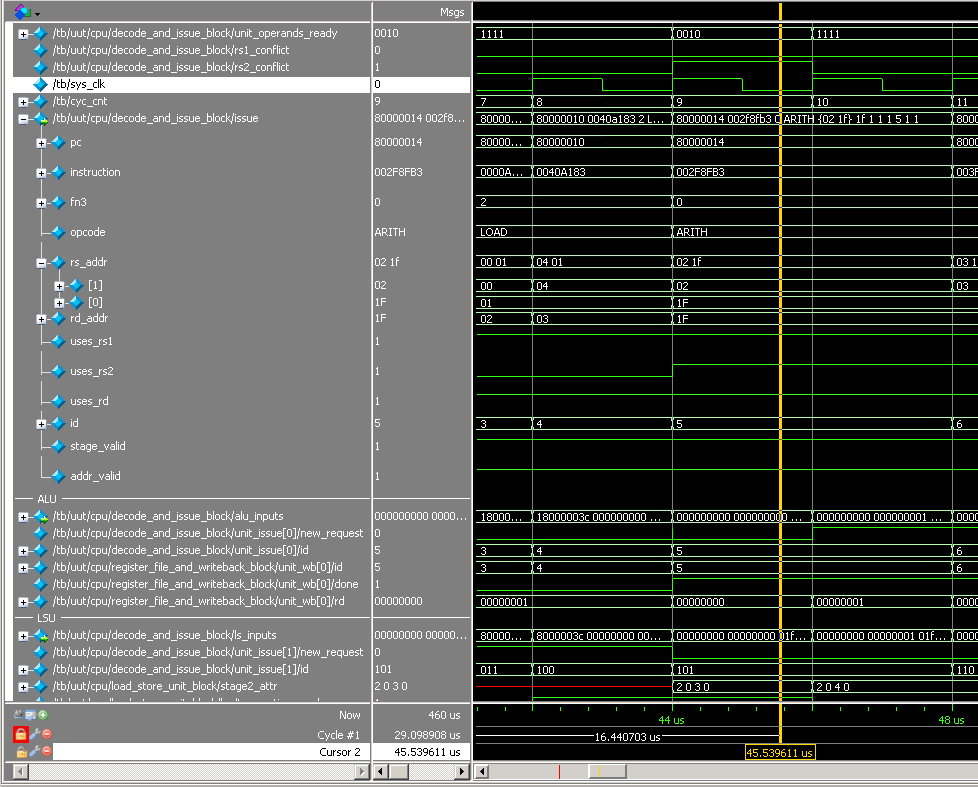 Msgs
/tb/uut/cpu/decode_and_issue_block/unit_operands_ready 0010 1111 0010 1111
/tb/uut/cpu/decode_and_issue_block/rs1_conflict 0
/tb/uut/cpu/decode_and_issue_block/rs2_conflict 1
/tb/sys_clk 0
/tb/cyc_cnt 9 7 8 9 10 11
/tb/uut/cpu/decode_and_issue_block/issue 80000014 002f8... 80000... 80000010 0040a183 2 L... 80000014 002f8fb3 0 ARITH {02 1f} 1f 1 1 1 5 1 1 8000
pc 80000014 80000... 80000010 80000014 8000
instruction 002F8FB3 0000A... 0040A183 002F8FB3 003F
fn3 0 2 0
opcode ARITH LOAD ARITH
rs_addr 02 1f 00 01 04 01 02 1f 03 1
[1] 02 00 04 02 03
[0] 1F 01 1F
rd_addr 1F 02 03 1F
uses_rs1 1
uses_rs2 1
uses_rd 1
id 5 3 4 5 6
stage_valid 1
addr_valid 1
ALU
/tb/uut/cpu/decode_and_issue_block/alu_inputs 000000000 0000... 18000... 18000003c 000000000 ... 000000000 000000000 ... 000000000 000000001 ... 0000
/tb/uut/cpu/decode_and_issue_block/unit_issue[0]/new_request 0
/tb/uut/cpu/decode_and_issue_block/unit_issue[0]/id 5 3 4 5 6
/tb/uut/cpu/register_file_and_writeback_block/unit_wb[0]/id 5 3 4 5 6
/tb/uut/cpu/register_file_and_writeback_block/unit_wb[0]/done 1
/tb/uut/cpu/register_file_and_writeback_block/unit_wb[0]/rd 00000000 00000001 00000000 00000001 0000
LSU
/tb/uut/cpu/decode_and_issue_block/ls_inputs 00000000 00000... 80000... 8000003c 00000000 00... 00000000 00000000 01f... 00000000 00000001 01f... 0000
/tb/uut/cpu/decode_and_issue_block/unit_issue[1]/new_request 0
/tb/uut/cpu/decode_and_issue_block/unit_issue[1]/id 101 011 100 101 110
/tb/uut/cpu/load_store_unit_block/stage2_attr 2 0 3 0 2 0 3 0 2 0 4 0
Now 460 us 44 us 48 us
Cycle #1 29.098908 us 16.440703 us
Cursor 2 45.539611 us 45.539611 us